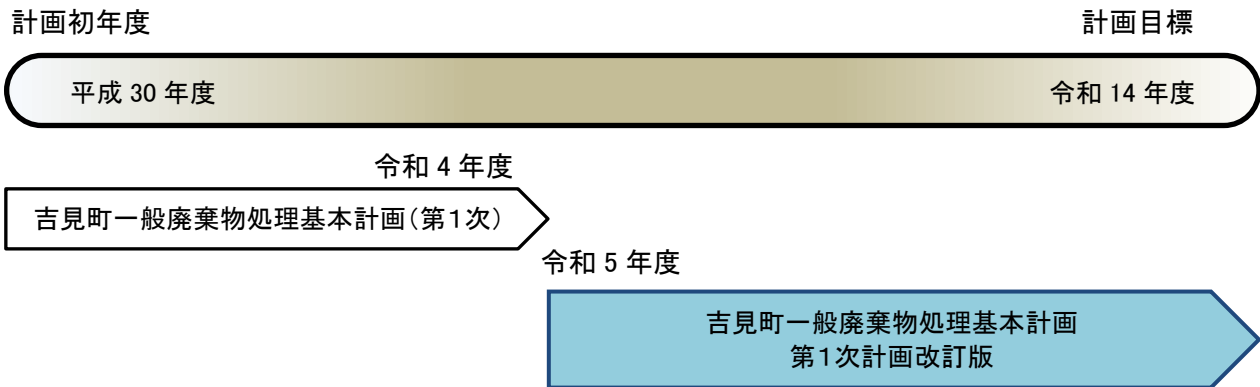 計画初年度
計画目標
平成 30 年度
令和 14 年度
令和 4 年度
吉見町一般廃棄物処理基本計画(第1次)
令和 5 年度
吉見町一般廃棄物処理基本計画
第1次計画改訂版